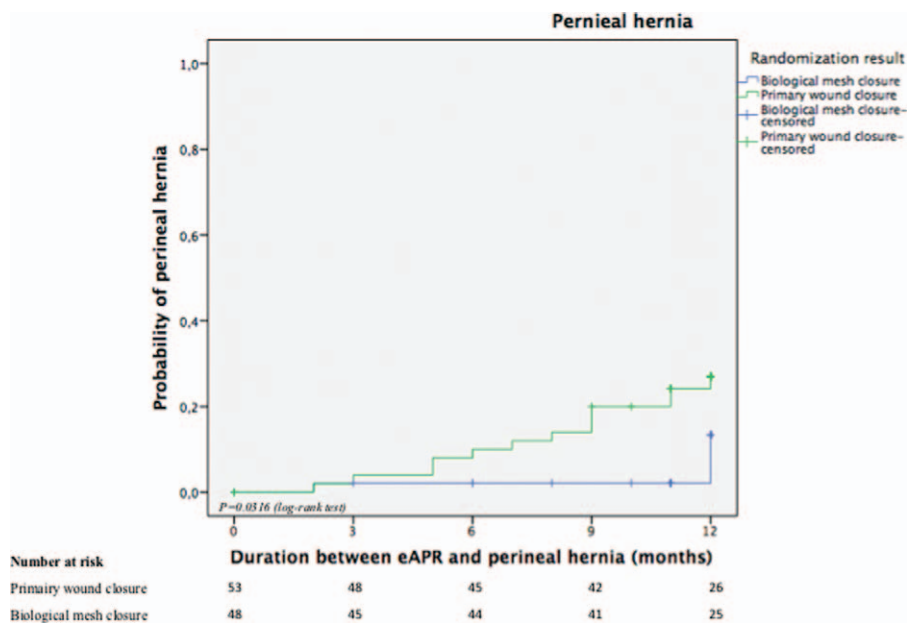 Pernieal hernia
Randomization result
Biological mesh closure
Primary wound closure
Biological mesh closure-
censored
Primary wound closure-
censored
Probability of perineal hernia
1,0
0,8
0,6
0,4
0,2
0,0
P=0.0316 (log-rank test)
0 3 6 9 12
Duration between eAPR and perineal hernia (months)
Number at risk
Primairy wound closure 53 48 45 42 26
Biological mesh closure 48 45 44 41 25